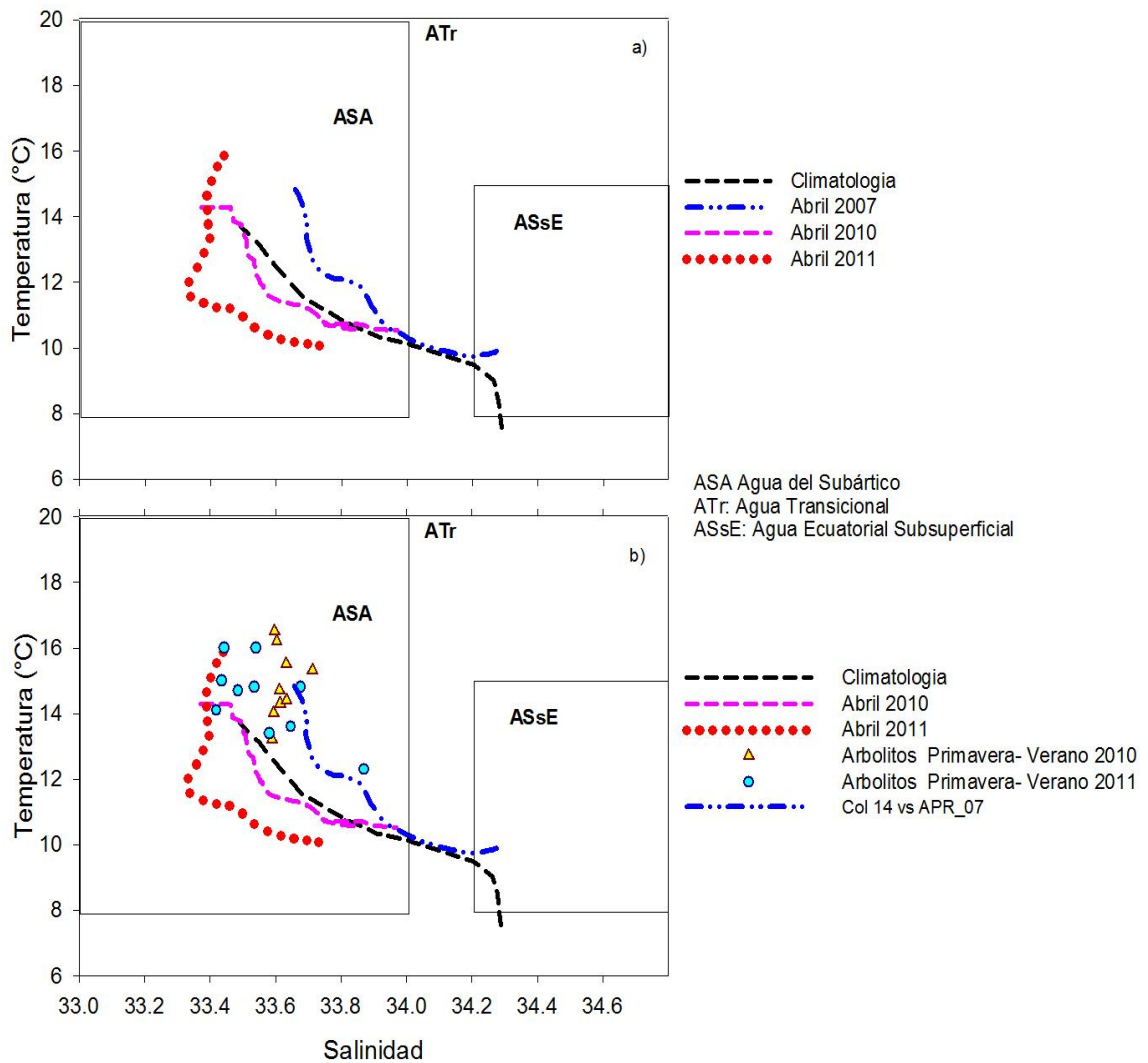 20
18
16
14
12
10
8
6
Temperatura (°C)
ATr
a)
ASA
ASsE
Climatologia
Abril 2007
Abril 2010
Abril 2011
ASA Agua del Subártico
ATr: Agua Transicional
ASsE: Agua Ecuatorial Subsuperficial
20
18
16
14
12
10
8
6
Temperatura (°C)
ATr
b)
ASA
ASsE
Climatologia
Abril 2010
Abril 2011
Arbolitos Primavera- Verano 2010
Arbolitos Primavera- Verano 2011
Col 14 vs APR_07
33.0 33.2 33.4 33.6 33.8 34.0 34.2 34.4 34.6
Salinidad